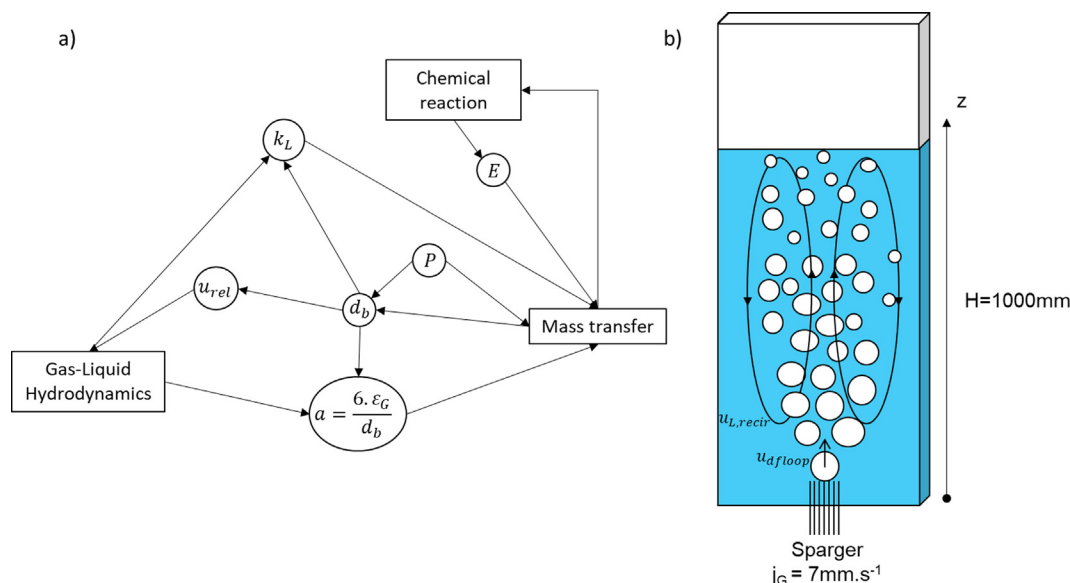 a)
Chemical
reaction
k_L
E
P
u_rel
d_b
Mass transfer
Gas-Liquid
Hydrodynamics
a = 6.ε_G / d_b
b)
z
H=1000mm
u_L,recir
u_dfloop
Sparger
j_G = 7mm.s⁻¹